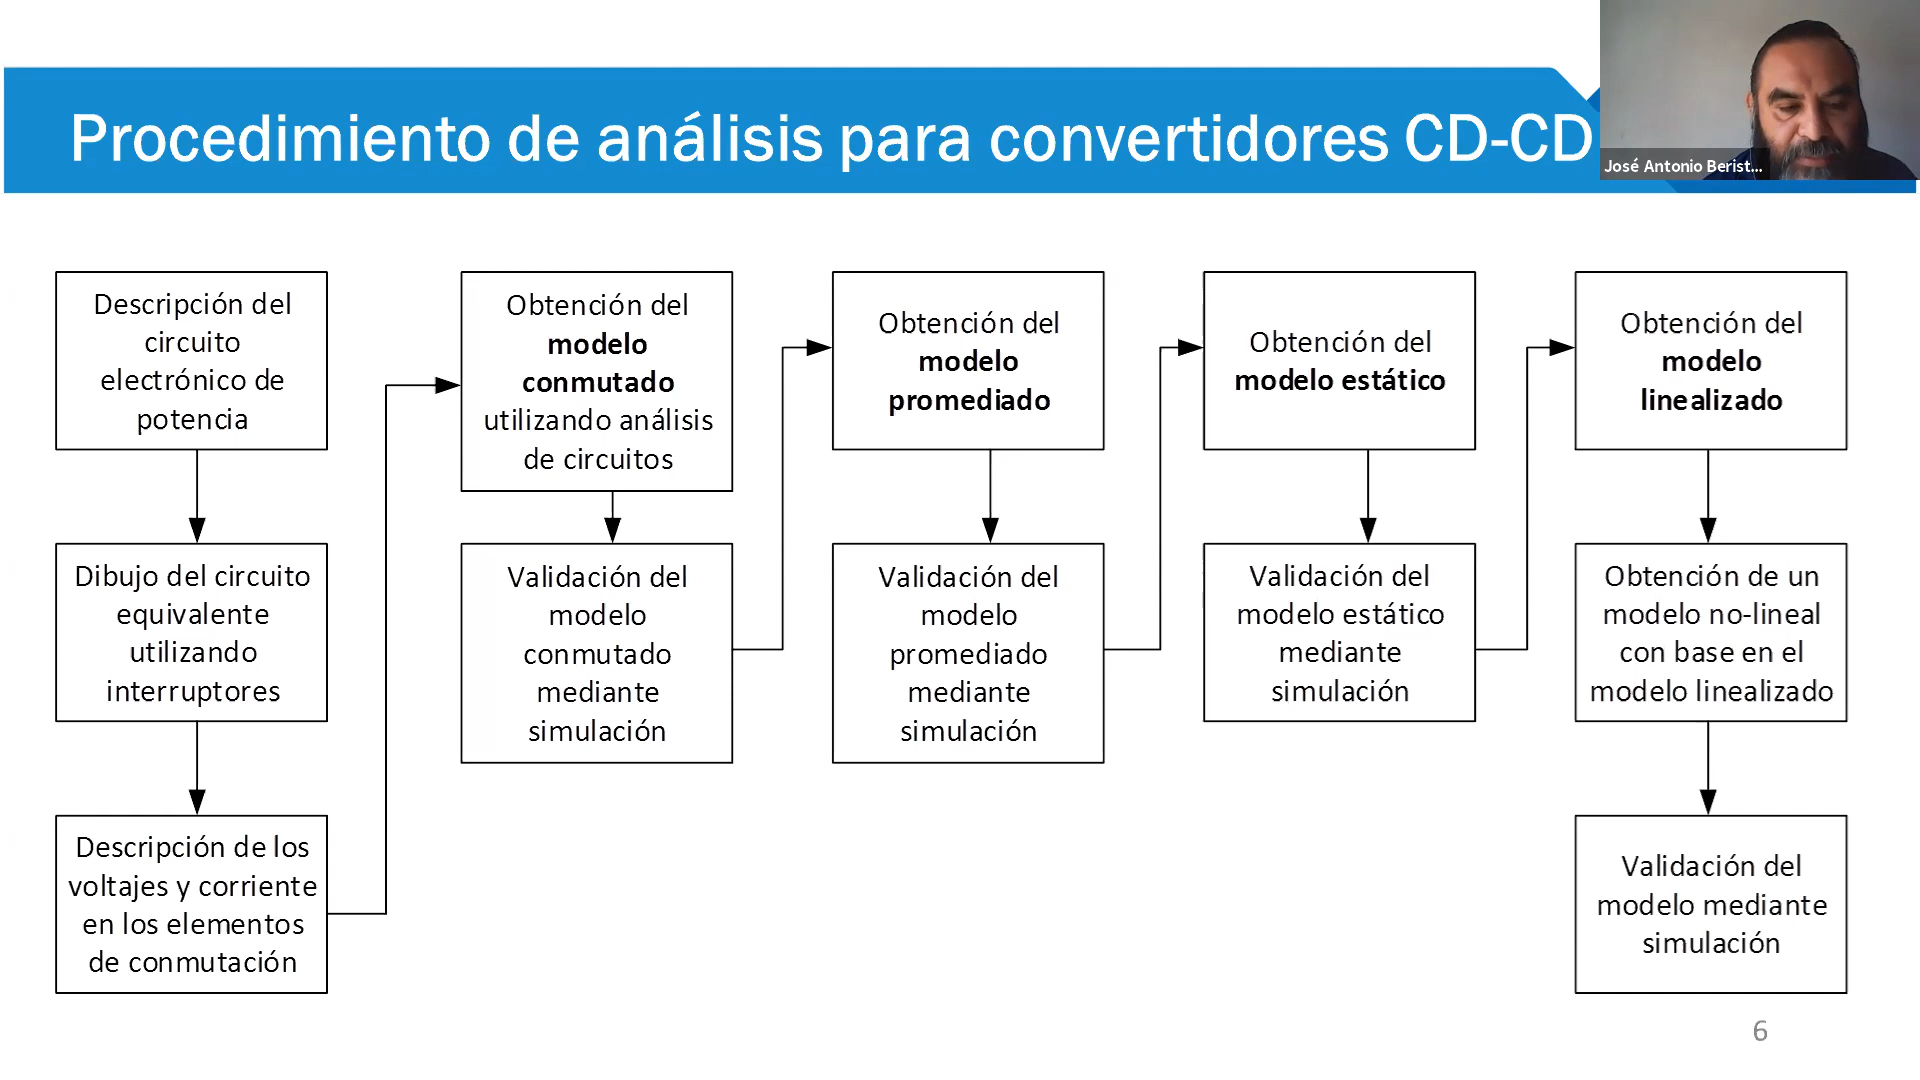 Procedimiento de análisis para convertidores CD-CD
José Antonio Berist...
Descripción del
circuito
electrónico de
potencia
Dibujo del circuito
equivalente
utilizando
interruptores
Descripción de los
voltajes y corriente
en los elementos
de conmutación
Obtención del
modelo
conmutado
utilizando análisis
de circuitos
Validación del
modelo
conmutado
mediante
simulación
Obtención del
modelo
promediado
Validación del
modelo
promediado
mediante
simulación
Obtención del
modelo estático
Validación del
modelo estático
mediante
simulación
Obtención del
modelo
linealizado
Obtención de un
modelo no-lineal
con base en el
modelo linealizado
Validación del
modelo mediante
simulación
6